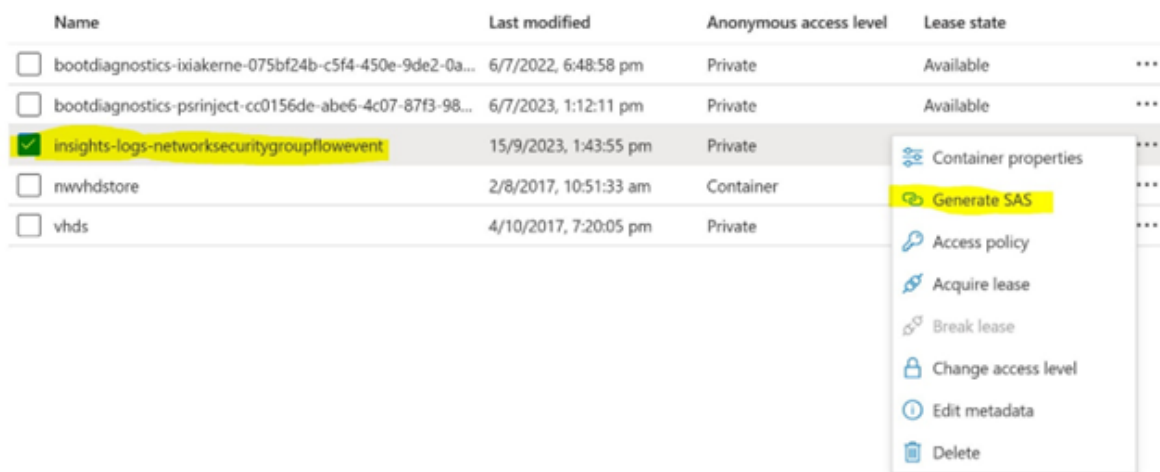 Name Last modified Anonymous access level Lease state
bootdiagnostics-ixiakerne-075bf24b-c5f4-450e-9de2-0a... 6/7/2022, 6:48:58 pm Private Available
bootdiagnostics-psrinject-cc0156de-abe6-4c07-87f3-98... 6/7/2023, 1:12:11 pm Private Available
insights-logs-networksecuritygroupflowevent 15/9/2023, 1:43:55 pm Private
Container properties
nwvhdstore 2/8/2017, 10:51:33 am Container
Generate SAS
vhds 4/10/2017, 7:20:05 pm Private
Access policy
Acquire lease
Break lease
Change access level
Edit metadata
Delete